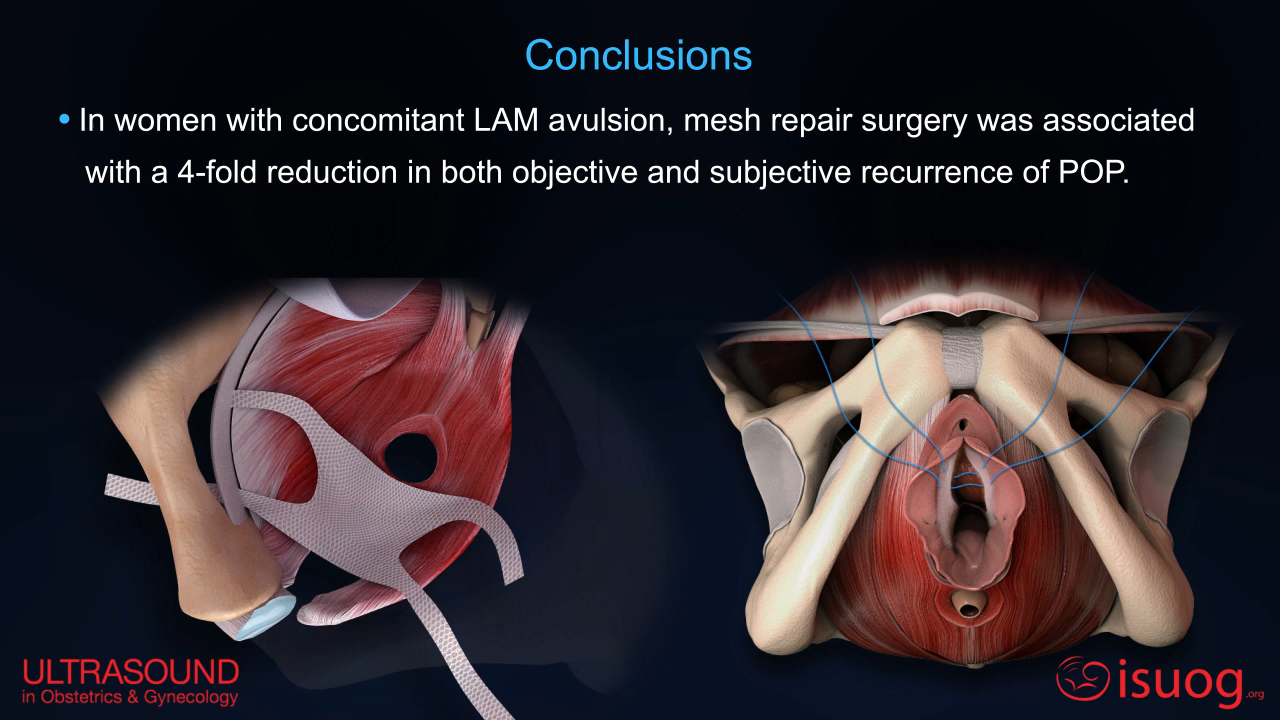 Conclusions
• In women with concomitant LAM avulsion, mesh repair surgery was associated
with a 4-fold reduction in both objective and subjective recurrence of POP.
ULTRASOUND
in Obstetrics & Gynecology
isuog.org